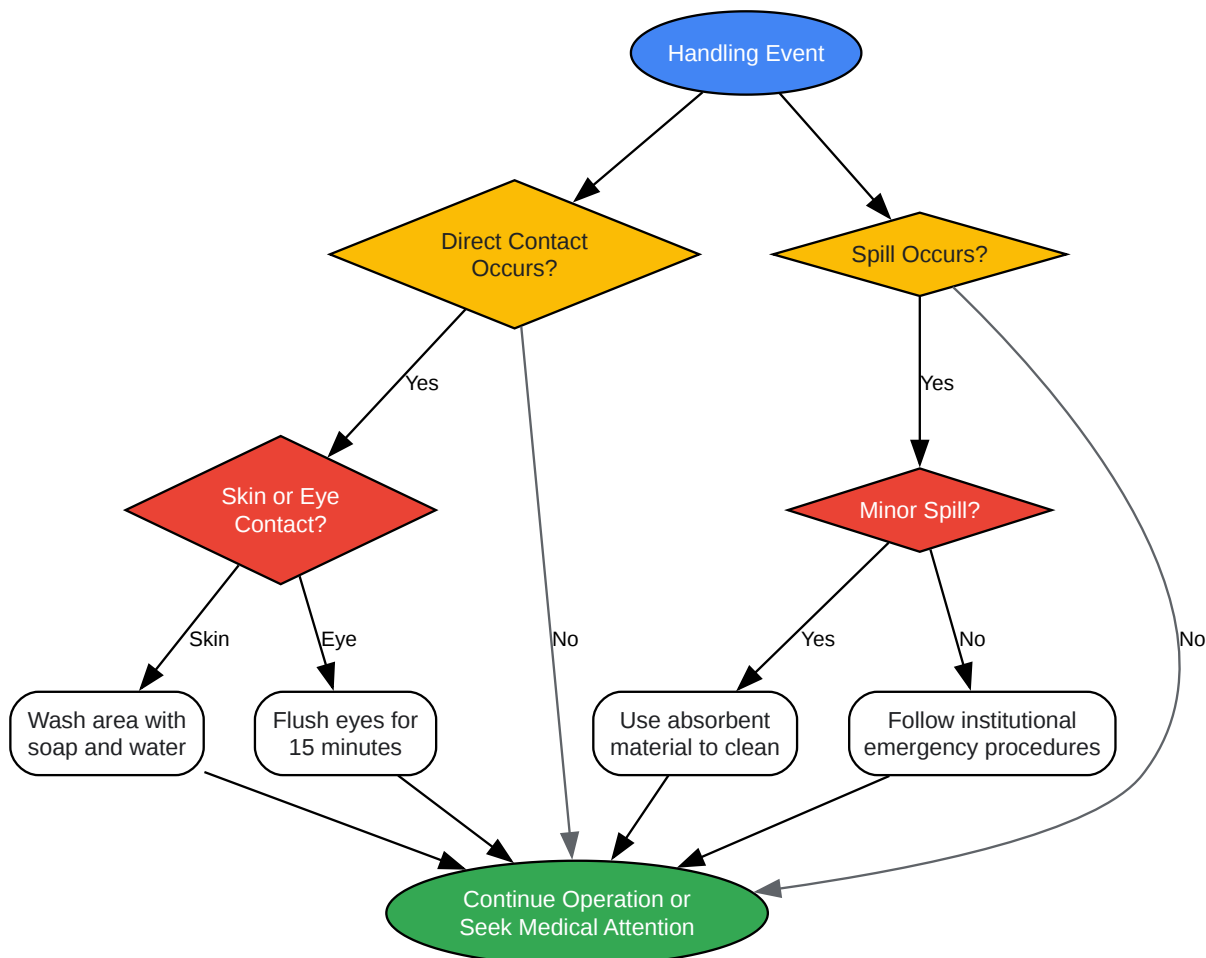 Handling Event
Direct Contact
Occurs?
Spill Occurs?
Yes
Yes
Skin or Eye
Contact?
Minor Spill?
Skin
Eye
No
Yes
No
No
Wash area with
soap and water
Flush eyes for
15 minutes
Use absorbent
material to clean
Follow institutional
emergency procedures
Continue Operation or
Seek Medical Attention